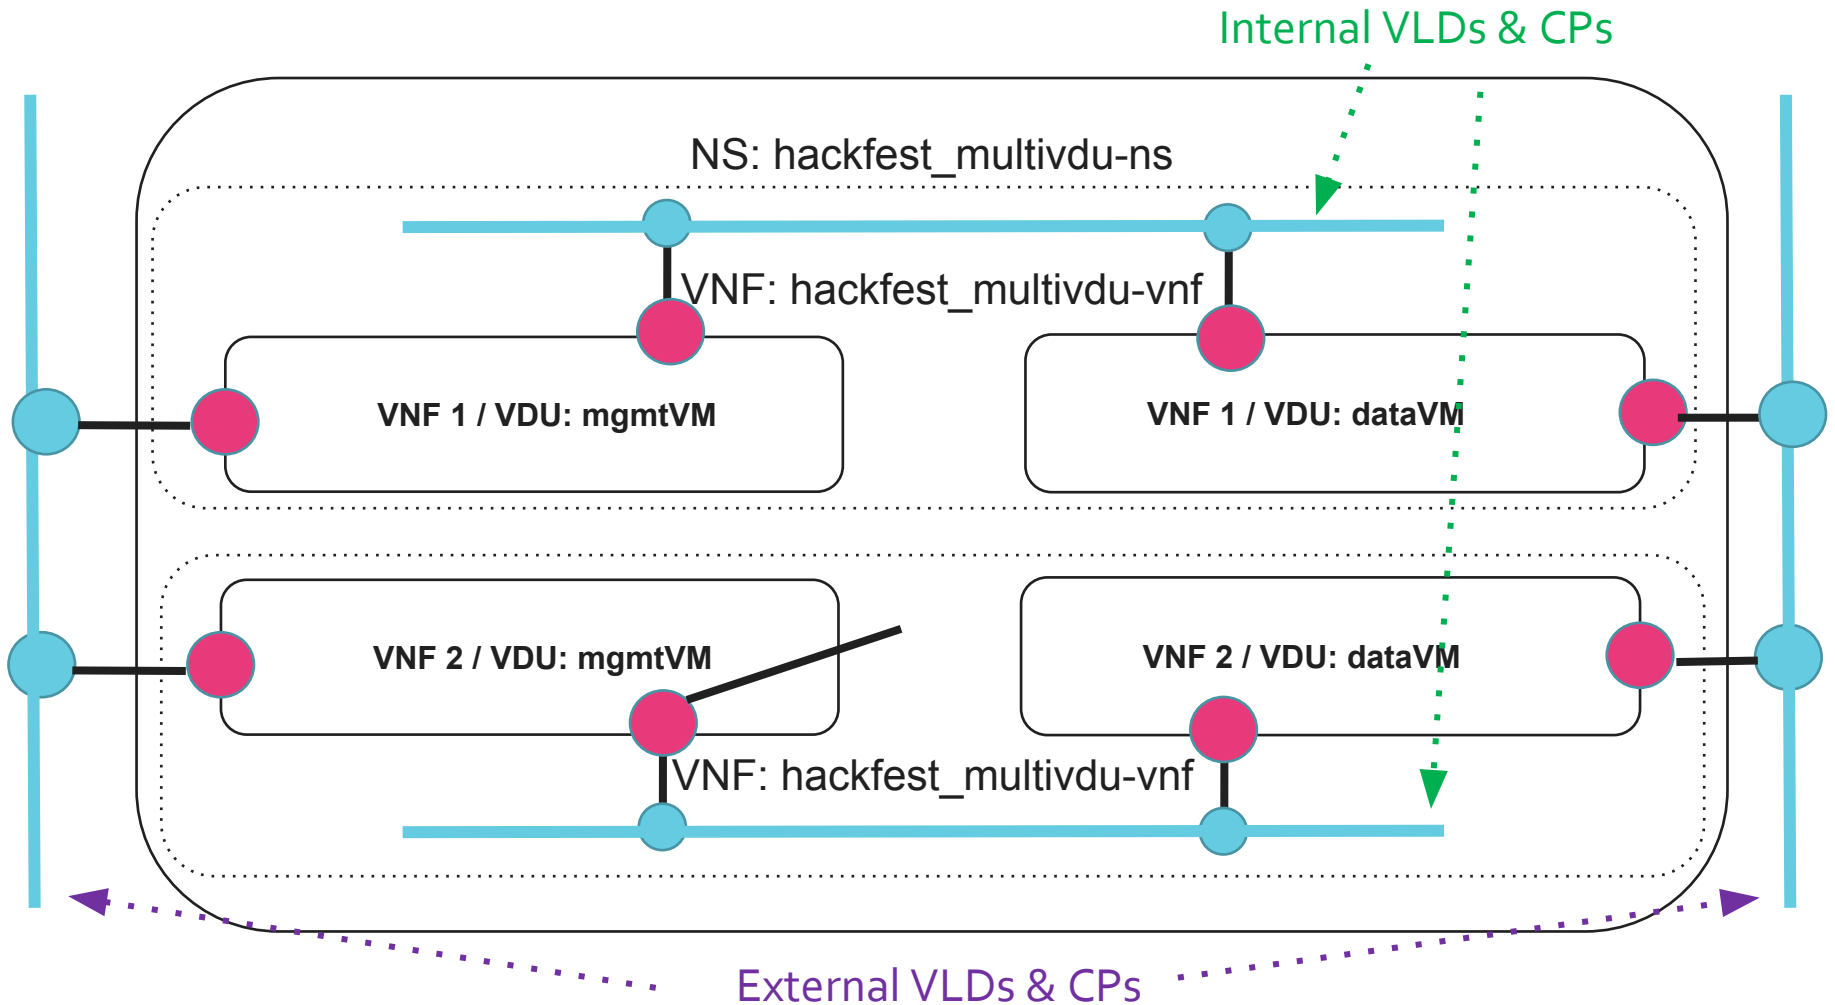 Internal VLDs & CPs
NS: hackfest_multivdu-ns
VNF: hackfest_multivdu-vnf
VNF 1 / VDU: mgmtVM
VNF 1 / VDU: dataVM
VNF 2 / VDU: mgmtVM
VNF 2 / VDU: dataVM
VNF: hackfest_multivdu-vnf
External VLDs & CPs